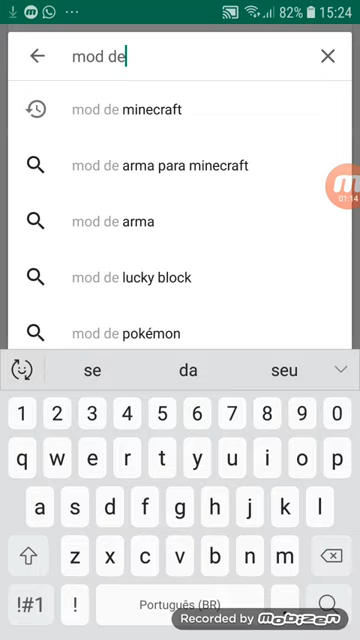 82% 15:24
mod de
mod de minecraft
mod de arma para minecraft
01:14
mod de arma
mod de lucky block
mod de pokémon
se da seu
1 2 3 4 5 6 7 8 9 0
q w e r t y u i o p
a s d f g h j k l
z x c v b n m
!#1 ! Português (BR) .
Recorded by Mobizen